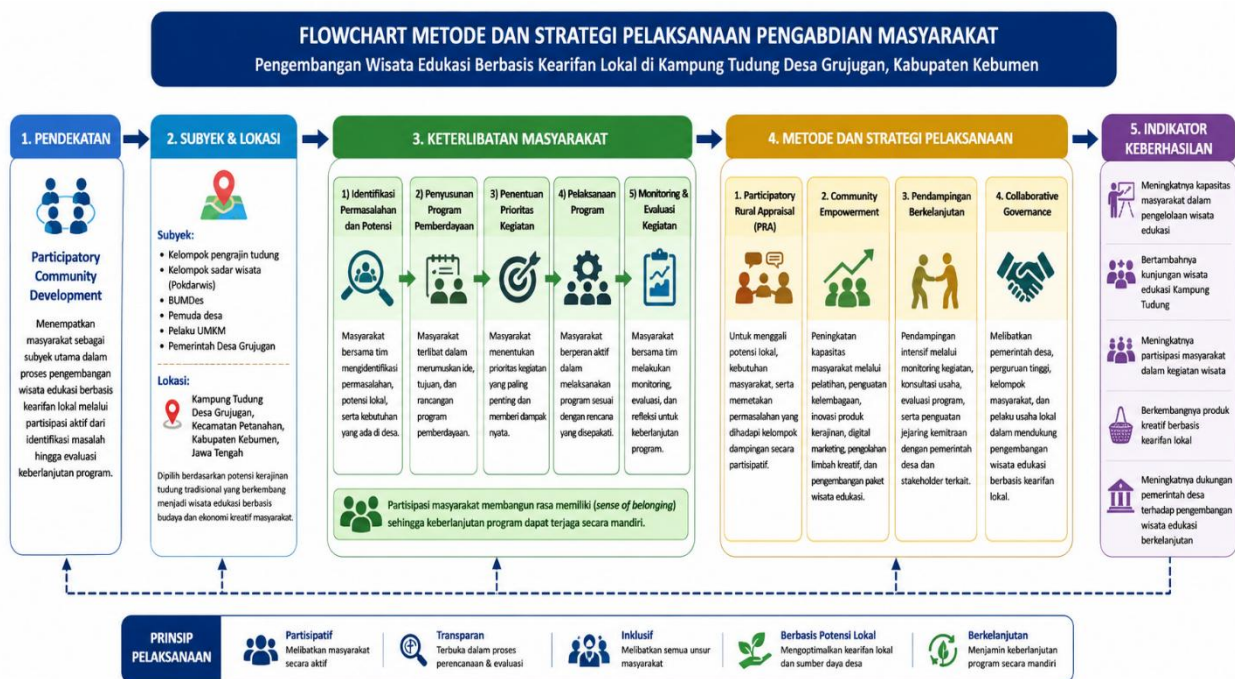 FLOWCHART METODE DAN STRATEGI PELAKSANAAN PENGABDIAN MASYARAKAT
Pengembangan Wisata Edukasi Berbasis Kearifan Lokal di Kampung Tudung Desa Grujugan, Kabupaten Kebumen
1. PENDEKATAN
Participatory
Community
Development
Menempatkan
masyarakat sebagai
subyek utama dalam
proses pengembangan
wisata edukasi berbasis
kearifan lokal melalui
partisipasi aktif dari
identifikasi masalah
hingga evaluasi
keberlanjutan program.
2. SUBYEK & LOKASI
Subyek:
• Kelompok pengrajin tudung
• Kelompok sadar wisata
(Pokdarwis)
• BUMDes
• Pemuda desa
• Pelaku UMKM
• Pemerintah Desa Grujugan
Lokasi:
Kampung Tudung
Desa Grujugan,
Kecamatan Petanahan,
Kabupaten Kebumen,
Jawa Tengah
Dipilih berdasarkan potensi kerajinan
tudung tradisional yang berkembang
menjadi wisata edukasi berbasis
budaya dan ekonomi kreatif masyarakat.
3. KETERLIBATAN MASYARAKAT
1) Identifikasi
Permasalahan
dan Potensi
Masyarakat
bersama tim
mengidentifikasi
permasalahan,
potensi lokal,
serta kebutuhan
yang ada di desa.
2) Penyusunan
Program
Pemberdayaan
Masyarakat
terlibat dalam
merumuskan ide,
tujuan, dan
rancangan
program
pemberdayaan.
3) Penentuan
Prioritas
Kegiatan
Masyarakat
menentukan
prioritas kegiatan
yang paling
penting dan
memberi dampak
nyata.
4) Pelaksanaan
Program
Masyarakat
berperan aktif
dalam
melaksanakan
program sesuai
dengan rencana
yang disepakati.
5) Monitoring &
Evaluasi
Kegiatan
Masyarakat
bersama tim
melakukan
monitoring,
evaluasi, dan
refleksi untuk
keberlanjutan
program.
Partisipasi masyarakat membangun rasa memiliki (sense of belonging)
sehingga keberlanjutan program dapat terjaga secara mandiri.
4. METODE DAN STRATEGI PELAKSANAAN
1. Participatory
Rural Appraisal
(PRA)
Untuk menggali
potensi lokal,
kebutuhan
masyarakat, serta
memetakan
permasalahan yang
dihadapi kelompok
dampingan secara
partisipatif.
2. Community
Empowerment
Peningkatan
kapasitas
masyarakat melalui
pelatihan, penguatan
kelembagaan,
inovasi produk
kerajinan, digital
marketing, pengolahan
limbah kreatif, dan
pengembangan paket
wisata edukasi.
3. Pendampingan
Berkelanjutan
Pendampingan
intensif melalui
monitoring kegiatan,
konsultasi usaha,
evaluasi program,
serta penguatan
jejaring kemitraan
dengan pemerintah
desa dan
stakeholder terkait.
4. Collaborative
Governance
Melibatkan
pemerintah desa,
perguruan tinggi,
kelompok
masyarakat, dan
pelaku usaha lokal
dalam mendukung
pengembangan
wisata edukasi
berbasis kearifan
lokal.
5. INDIKATOR
KEBERHASILAN
Meningkatnya kapasitas
masyarakat dalam
pengelolaan wisata
edukasi
Bertambahnya
kunjungan wisata
edukasi Kampung
Tudung
Meningkatnya
partisipasi masyarakat
dalam kegiatan wisata
Berkembangnya produk
kreatif berbasis
kearifan lokal
Meningkatnya dukungan
pemerintah desa
terhadap pengembangan
wisata edukasi
berkelanjutan
PRINSIP
PELAKSANAAN
Partisipatif
Melibatkan masyarakat
secara aktif
Transparan
Terbuka dalam proses
perencanaan & evaluasi
Inklusif
Melibatkan semua unsur
masyarakat
Berbasis Potensi Lokal
Mengoptimalkan kearifan lokal
dan sumber daya desa
Berkelanjutan
Menjamin keberlanjutan
program secara mandiri